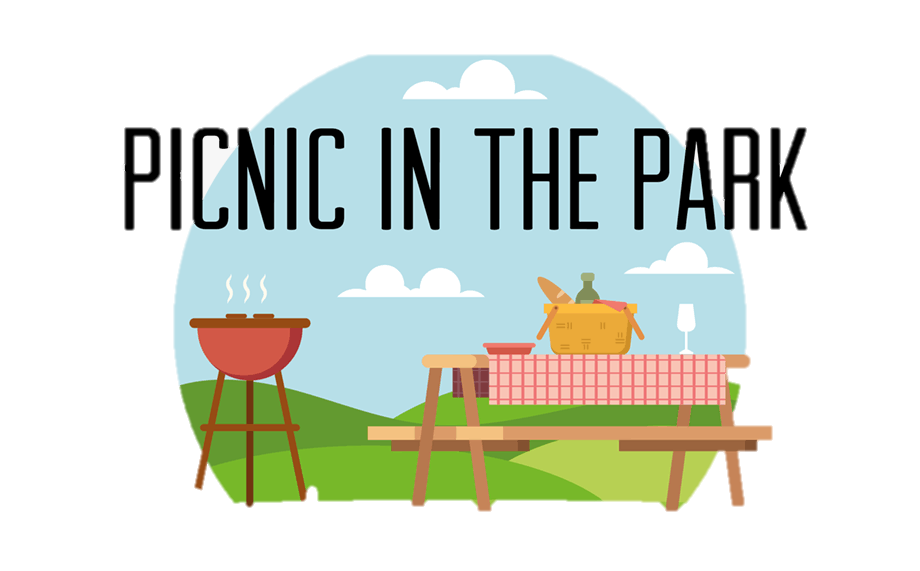 PICNIC IN THE PARK